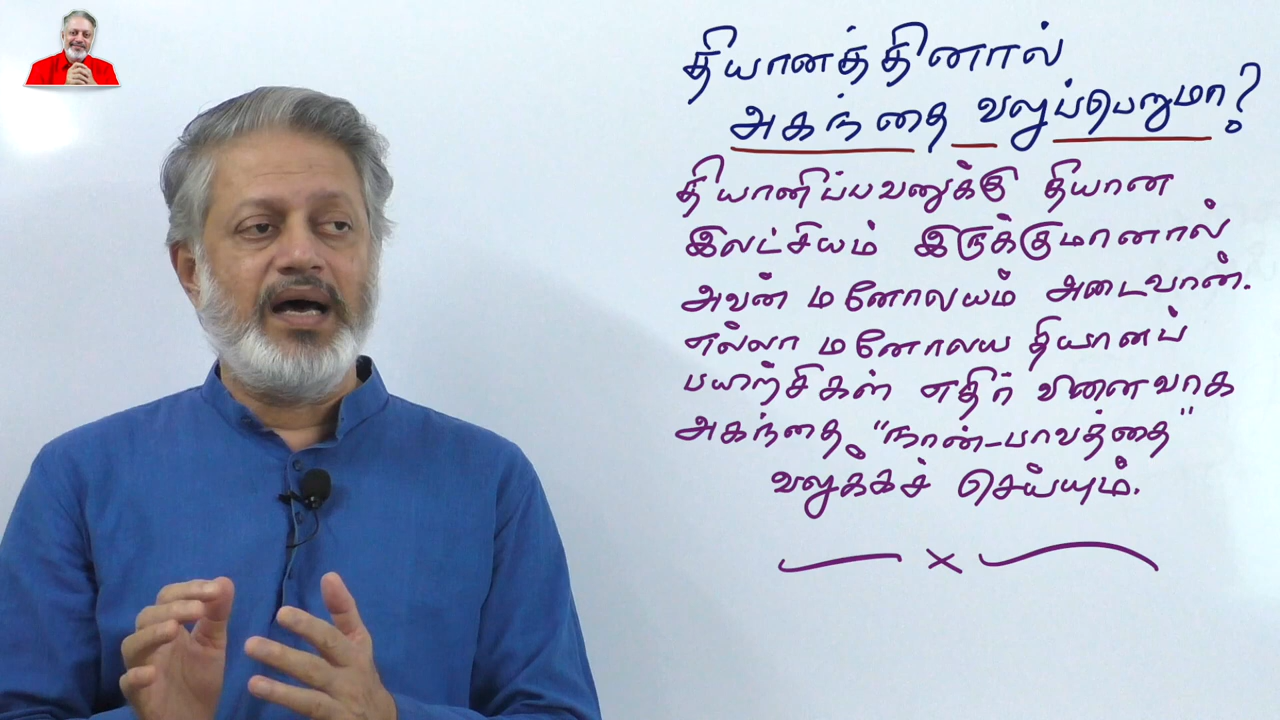 தியானத்தினால்
அகந்தை வலுப்பெறுமா?
தியானிப்பவனுக்கு தியான
இலட்சியம் இருக்குமானால்
அவன் மனோலயம் அடைவான்.
எல்லா மனோலய தியானப்
பயிற்சிகள் எதிர் வினைவாக
அகந்தை, "நான்-பாவத்தை"
வலுக்கச் செய்யும்.